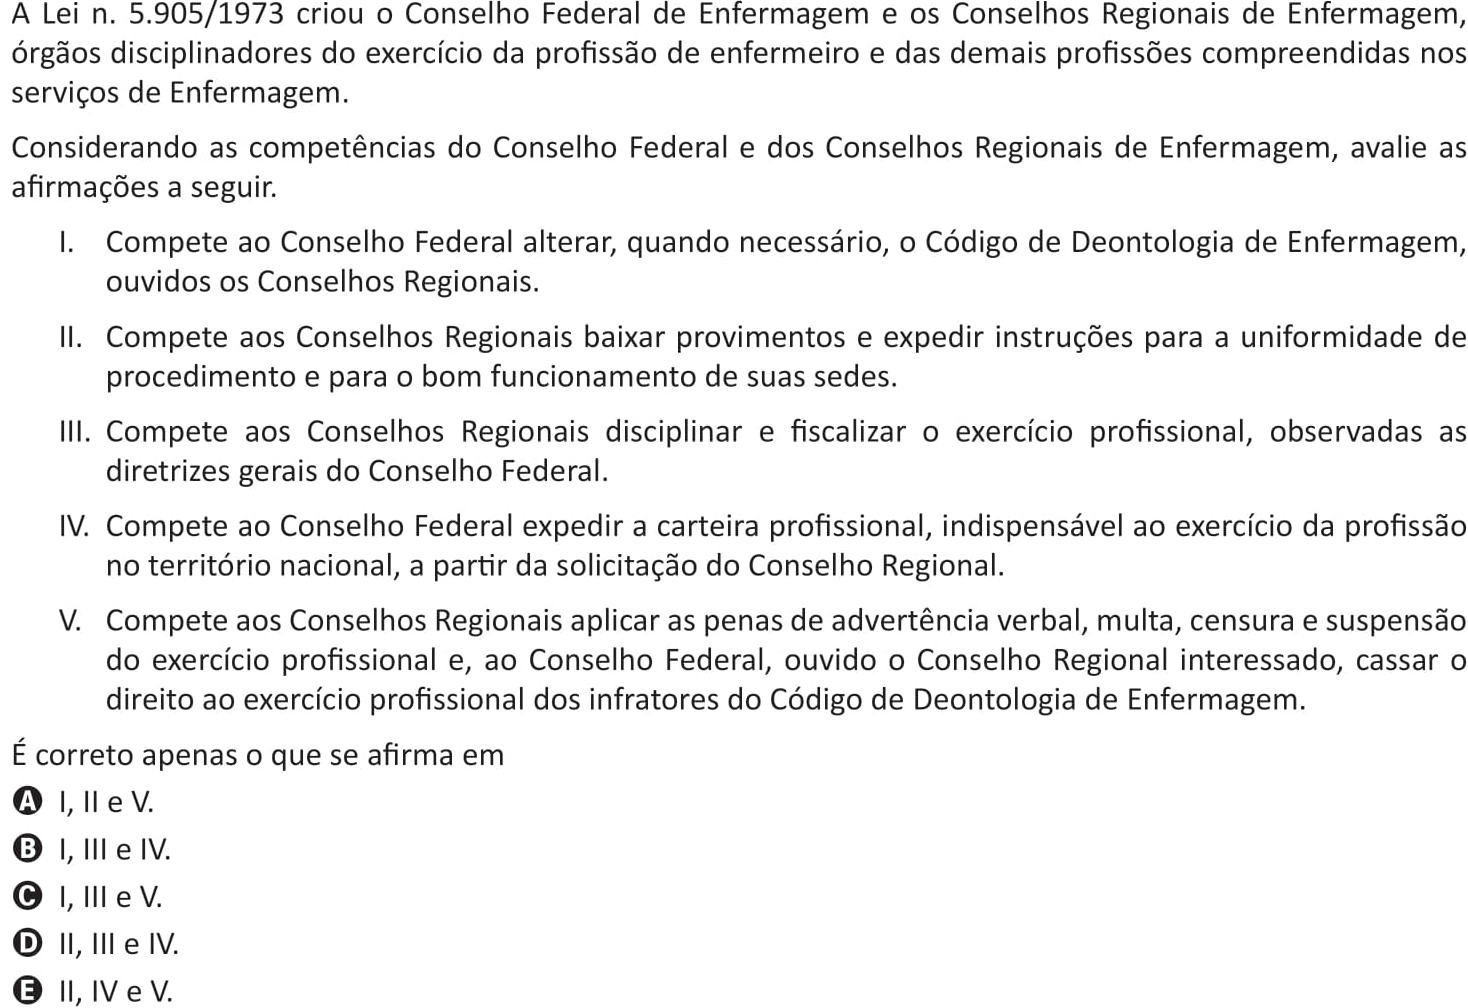 A Lei n. 5.905/1973 criou o Conselho Federal de Enfermagem e os Conselhos Regionais de Enfermagem,
órgãos disciplinadores do exercício da profissão de enfermeiro e das demais profissões compreendidas nos
serviços de Enfermagem.
Considerando as competências do Conselho Federal e dos Conselhos Regionais de Enfermagem, avalie as
afirmações a seguir.
I. Compete ao Conselho Federal alterar, quando necessário, o Código de Deontologia de Enfermagem,
ouvidos os Conselhos Regionais.
II. Compete aos Conselhos Regionais baixar provimentos e expedir instruções para a uniformidade de
procedimento e para o bom funcionamento de suas sedes.
III. Compete aos Conselhos Regionais disciplinar e fiscalizar o exercício profissional, observadas as
diretrizes gerais do Conselho Federal.
IV. Compete ao Conselho Federal expedir a carteira profissional, indispensável ao exercício da profissão
no território nacional, a partir da solicitação do Conselho Regional.
V. Compete aos Conselhos Regionais aplicar as penas de advertência verbal, multa, censura e suspensão
do exercício profissional e, ao Conselho Federal, ouvido o Conselho Regional interessado, cassar o
direito ao exercício profissional dos infratores do Código de Deontologia de Enfermagem.
É correto apenas o que se afirma em
A I, II e V.
B I, III e IV.
C I, III e V.
D II, III e IV.
E II, IV e V.